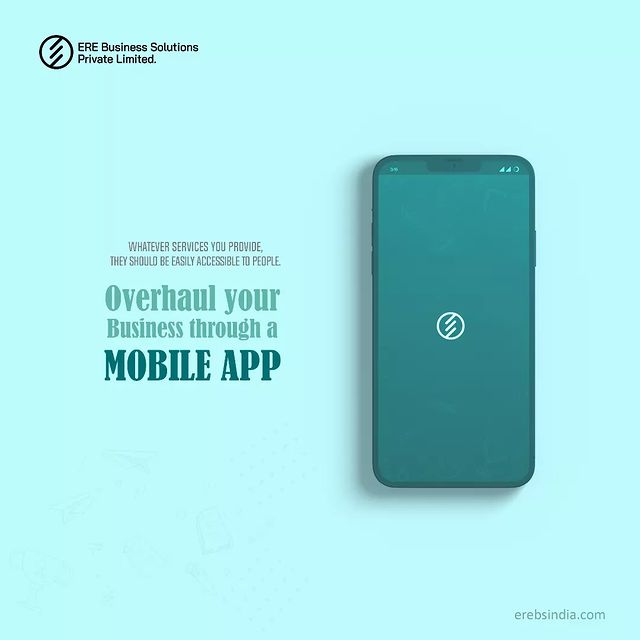 ERE Business Solutions
Private Limited.
WHATEVER SERVICES YOU PROVIDE,
THEY SHOULD BE EASILY ACCESSIBLE TO PEOPLE.
Overhaul your
Business through a
MOBILE APP
erebsindia.com